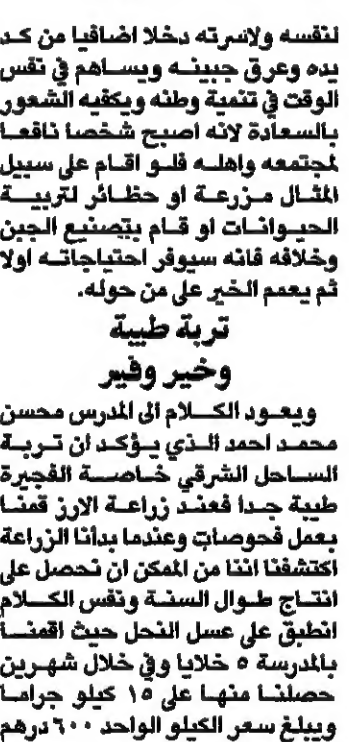 لنفسه ولاسرته دخلا اضافيا من كد
يده وعرق جبينه ويساهم في نفس
الوقت في تنمية وطنه ويكفيه الشعور
بالسعادة لانه اصبح شخصا نافعا
لمجتمعه واهله فلو اقام على سبيل
المثال مزرعة او حظائر لتربية
الحيوانات او قام بتصنيع الجبن
وخلافه فانه سيوفر احتياجاته اولا
ثم يعمم الخير على من حوله.
تربة طيبة
وخير وفير
ويعود الكلام الى المدرس محسن
محمد احمد الذي يؤكد ان تربة
الساحل الشرقي خاصة الفجيرة
طيبة جدا فعند زراعة الارز قمنا
بعمل فحوصات وعندما بدأنا الزراعة
اكتشفنا اننا من الممكن ان نحصل على
انتاج طوال السنة ونفس الكلام
انطبق على عسل النحل حيث اقمنا
بالمدرسة ٥ خلايا وفي خلال شهرين
حصلنا منها على ١٥ كيلو جراما
ويبلغ سعر الكيلو الواحد ٦٠٠ درهم